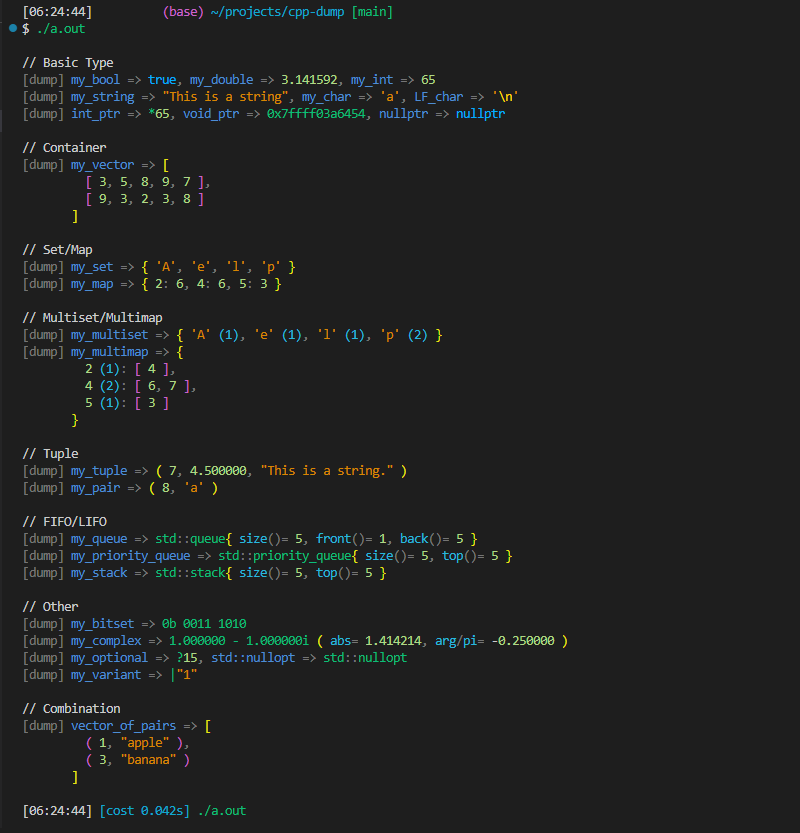 [06:24:44] (base) ~/projects/cpp-dump [main]
$ ./a.out
// Basic Type
[dump] my_bool => true, my_double => 3.141592, my_int => 65
[dump] my_string => "This is a string", my_char => 'a', LF_char => '\n'
[dump] int_ptr => *65, void_ptr => 0x7ffff03a6454, nullptr => nullptr
// Container
[dump] my_vector => [
[ 3, 5, 8, 9, 7 ],
[ 9, 3, 2, 3, 8 ]
]
// Set/Map
[dump] my_set => { 'A', 'e', 'l', 'p' }
[dump] my_map => { 2: 6, 4: 6, 5: 3 }
// Multiset/Multimap
[dump] my_multiset => { 'A' (1), 'e' (1), 'l' (1), 'p' (2) }
[dump] my_multimap => {
2 (1): [ 4 ],
4 (2): [ 6, 7 ],
5 (1): [ 3 ]
}
// Tuple
[dump] my_tuple => ( 7, 4.500000, "This is a string." )
[dump] my_pair => ( 8, 'a' )
// FIFO/LIFO
[dump] my_queue => std::queue{ size()= 5, front()= 1, back()= 5 }
[dump] my_priority_queue => std::priority_queue{ size()= 5, top()= 5 }
[dump] my_stack => std::stack{ size()= 5, top()= 5 }
// Other
[dump] my_bitset => 0b 0011 1010
[dump] my_complex => 1.000000 - 1.000000i ( abs= 1.414214, arg/pi= -0.250000 )
[dump] my_optional => ?15, std::nullopt => std::nullopt
[dump] my_variant => |"1"
// Combination
[dump] vector_of_pairs => [
( 1, "apple" ),
( 3, "banana" )
]
[06:24:44] [cost 0.042s] ./a.out